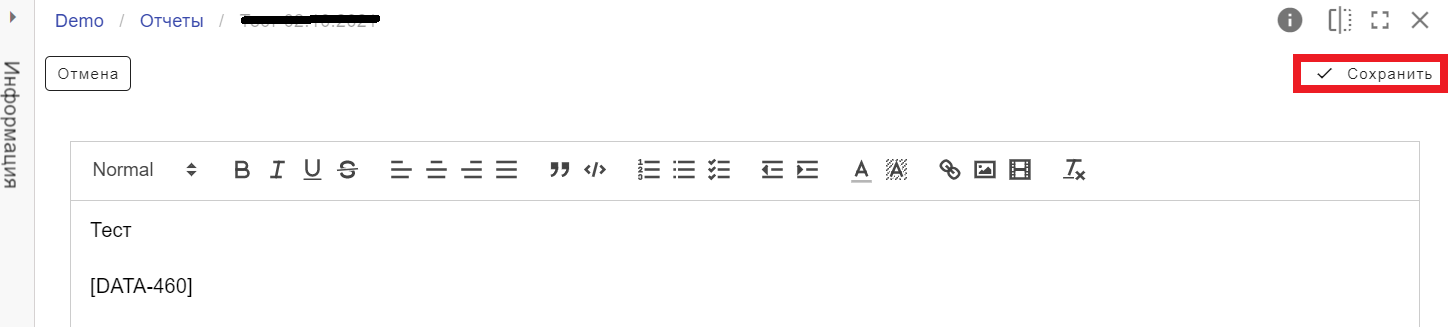 Demo / Отчеты /
Информация
Отмена
Сохранить
Normal
Тест
[DATA-460]